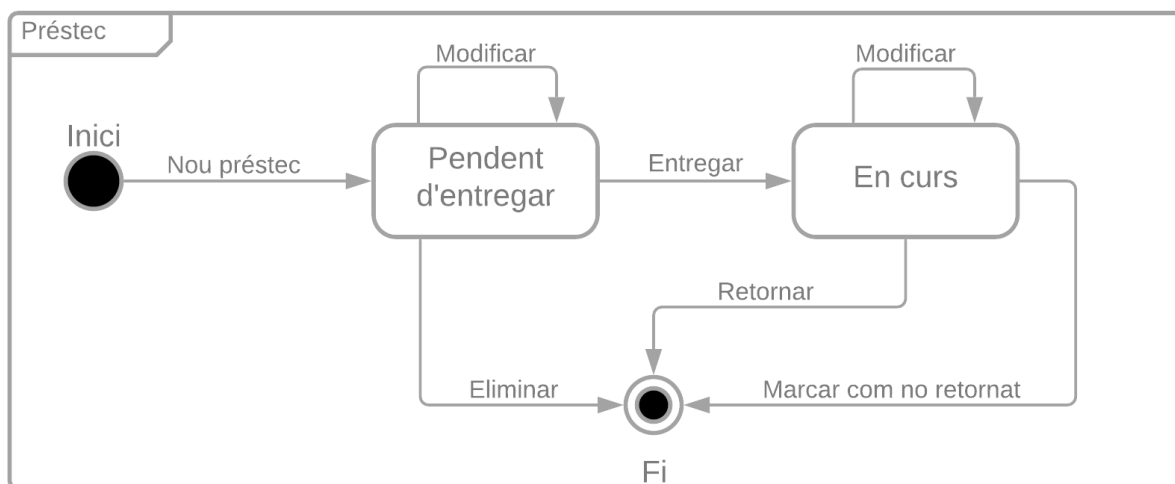 Préstec
Modificar
Modificar
Inici
Nou préstec
Pendent
d'entregar
Entregar
En curs
Retornar
Eliminar
Marcar com no retornat
Fi